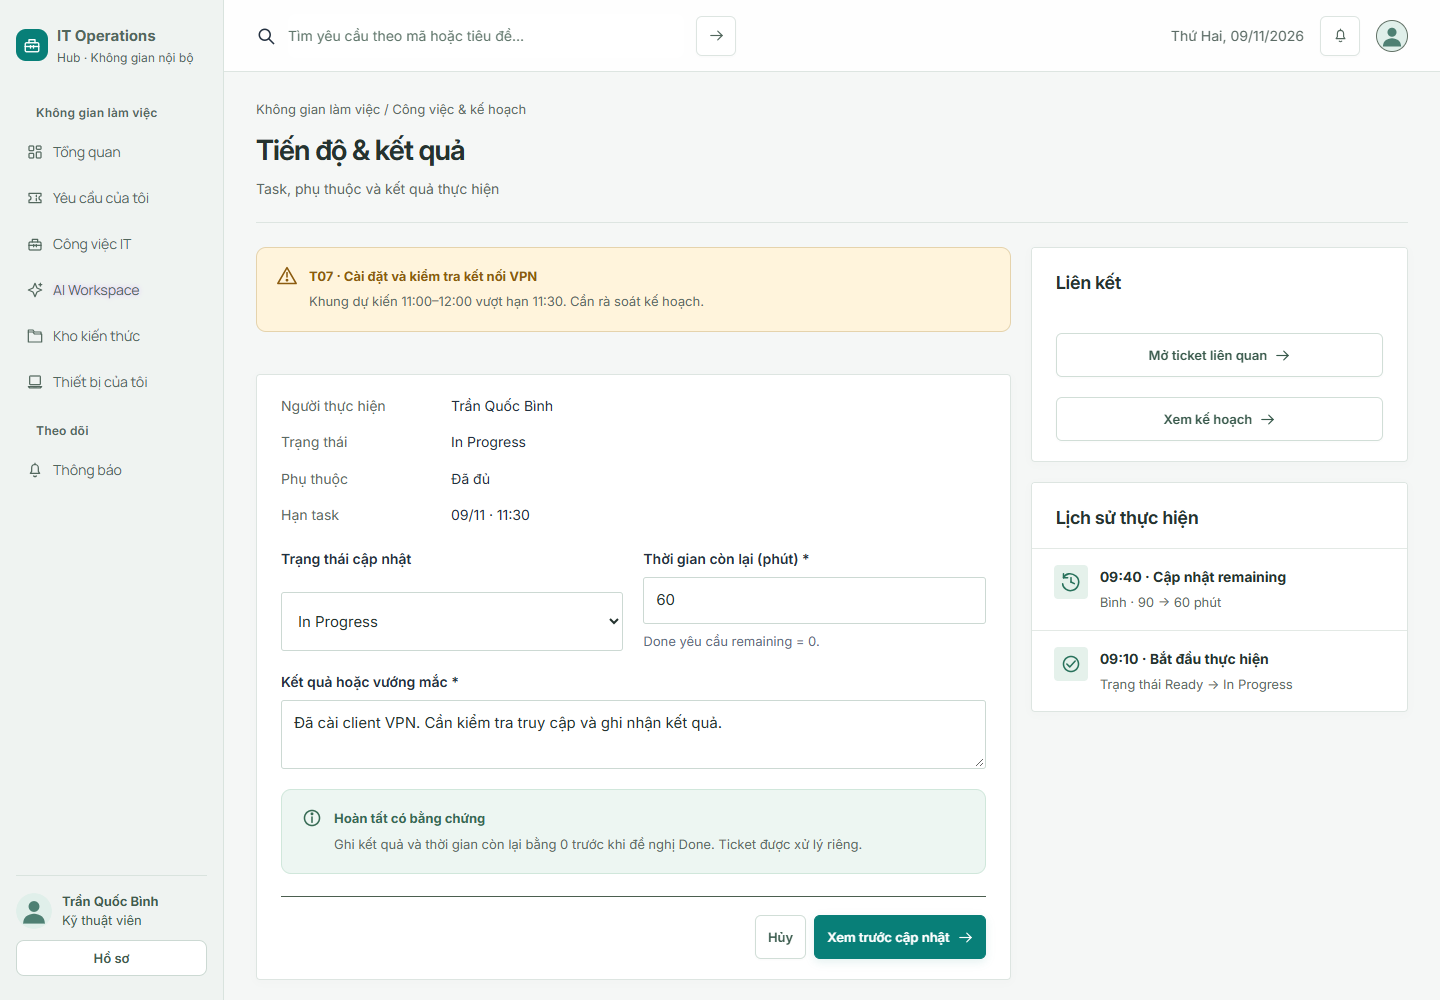 IT Operations
Hub · Không gian nội bộ
Không gian làm việc
Tổng quan
Yêu cầu của tôi
Công việc IT
AI Workspace
Kho kiến thức
Thiết bị của tôi
Theo dõi
Thông báo
Trần Quốc Bình
Kỹ thuật viên
Hồ sơ
Tìm yêu cầu theo mã hoặc tiêu đề...
Thứ Hai, 09/11/2026
Không gian làm việc / Công việc & kế hoạch
Tiến độ & kết quả
Task, phụ thuộc và kết quả thực hiện
T07 · Cài đặt và kiểm tra kết nối VPN
Khung dự kiến 11:00–12:00 vượt hạn 11:30. Cần rà soát kế hoạch.
Người thực hiện Trần Quốc Bình
Trạng thái In Progress
Phụ thuộc Đã đủ
Hạn task 09/11 · 11:30
Trạng thái cập nhật
In Progress
Thời gian còn lại (phút) *
60
Done yêu cầu remaining = 0.
Kết quả hoặc vướng mắc *
Đã cài client VPN. Cần kiểm tra truy cập và ghi nhận kết quả.
Hoàn tất có bằng chứng
Ghi kết quả và thời gian còn lại bằng 0 trước khi đề nghị Done. Ticket được xử lý riêng.
Hủy
Xem trước cập nhật →
Liên kết
Mở ticket liên quan →
Xem kế hoạch →
Lịch sử thực hiện
09:40 · Cập nhật remaining
Bình · 90 → 60 phút
09:10 · Bắt đầu thực hiện
Trạng thái Ready → In Progress